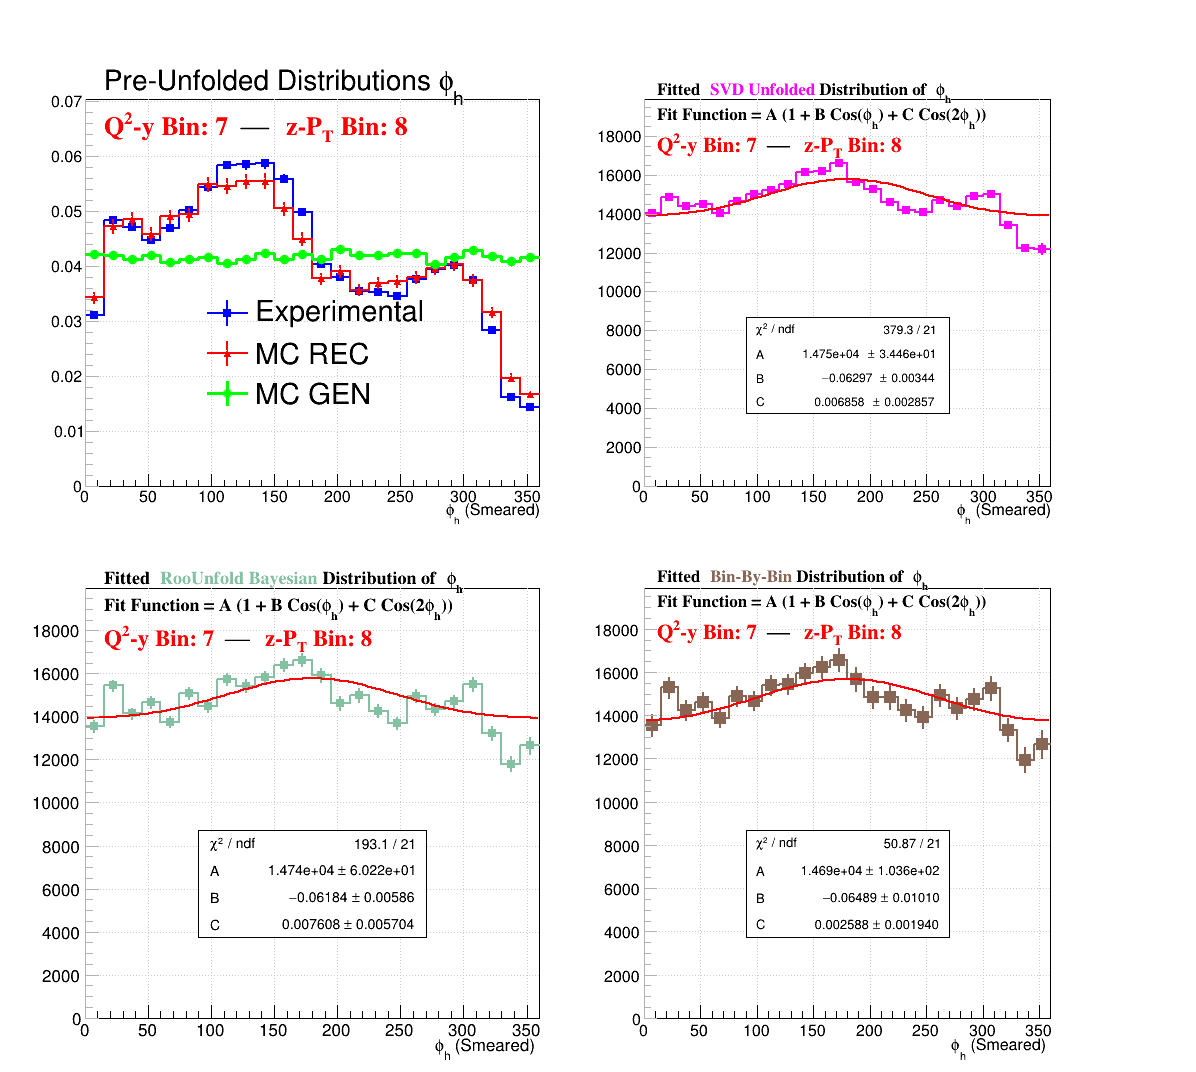 Pre-Unfolded Distributions ϕh
Q²-y Bin: 7 — z-PT Bin: 8
0.07
0.06
0.05
0.04
0.03
0.02
0.01
0
Experimental
MC REC
MC GEN
0 50 100 150 200 250 300 350
ϕh (Smeared)
Fitted SVD Unfolded Distribution of ϕh
Fit Function = A (1 + B Cos(ϕh) + C Cos(2ϕh))
Q²-y Bin: 7 — z-PT Bin: 8
18000
16000
14000
12000
10000
8000
6000
4000
2000
0
χ² / ndf 379.3 / 21
A 1.475e+04 ± 3.446e+01
B −0.06297 ± 0.00344
C 0.006858 ± 0.002857
0 50 100 150 200 250 300 350
ϕh (Smeared)
Fitted RooUnfold Bayesian Distribution of ϕh
Fit Function = A (1 + B Cos(ϕh) + C Cos(2ϕh))
Q²-y Bin: 7 — z-PT Bin: 8
18000
16000
14000
12000
10000
8000
6000
4000
2000
0
χ² / ndf 193.1 / 21
A 1.474e+04 ± 6.022e+01
B −0.06184 ± 0.00586
C 0.007608 ± 0.005704
0 50 100 150 200 250 300 350
ϕh (Smeared)
Fitted Bin-By-Bin Distribution of ϕh
Fit Function = A (1 + B Cos(ϕh) + C Cos(2ϕh))
Q²-y Bin: 7 — z-PT Bin: 8
18000
16000
14000
12000
10000
8000
6000
4000
2000
0
χ² / ndf 50.87 / 21
A 1.469e+04 ± 1.036e+02
B −0.06489 ± 0.01010
C 0.002588 ± 0.001940
0 50 100 150 200 250 300 350
ϕh (Smeared)